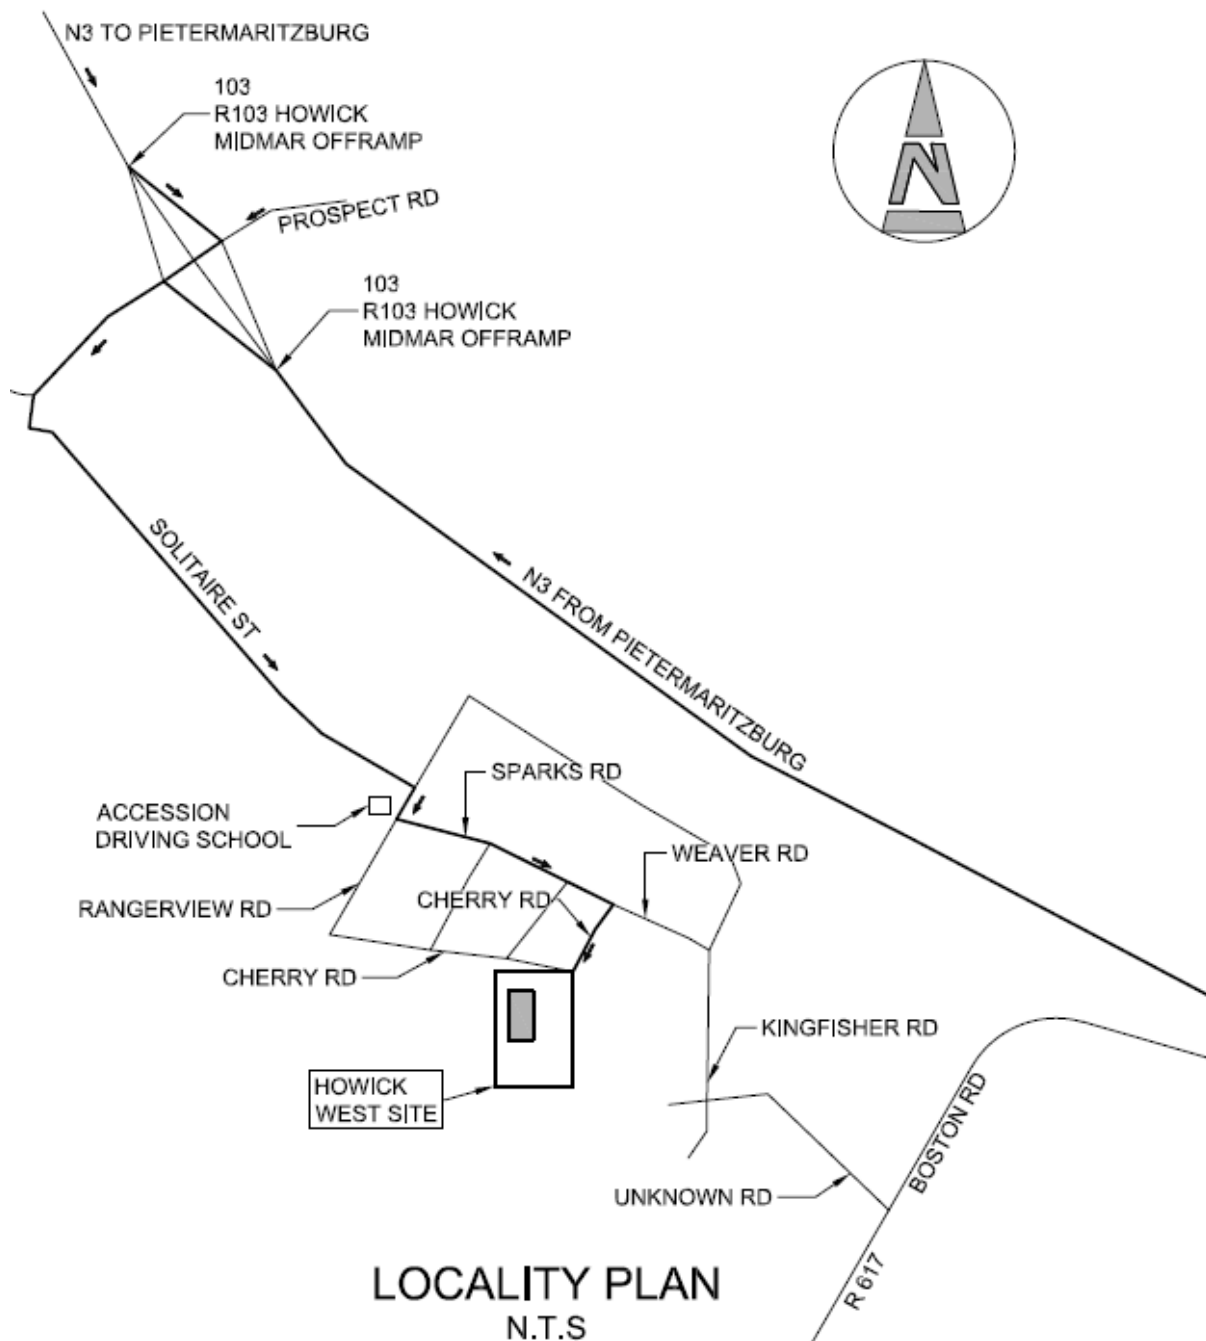 N3 TO PIETERMARITZBURG
103
R103 HOWICK
MIDMAR OFFRAMP
N
PROSPECT RD
103
R103 HOWICK
MIDMAR OFFRAMP
SOLITAIRE ST
N3 FROM PIETERMARITZBURG
SPARKS RD
ACCESSION
DRIVING SCHOOL
WEAVER RD
CHERRY RD
RANGERVIEW RD
CHERRY RD
KINGFISHER RD
HOWICK
WEST SITE
BOSTON RD
UNKNOWN RD
R 617
LOCALITY PLAN
N.T.S